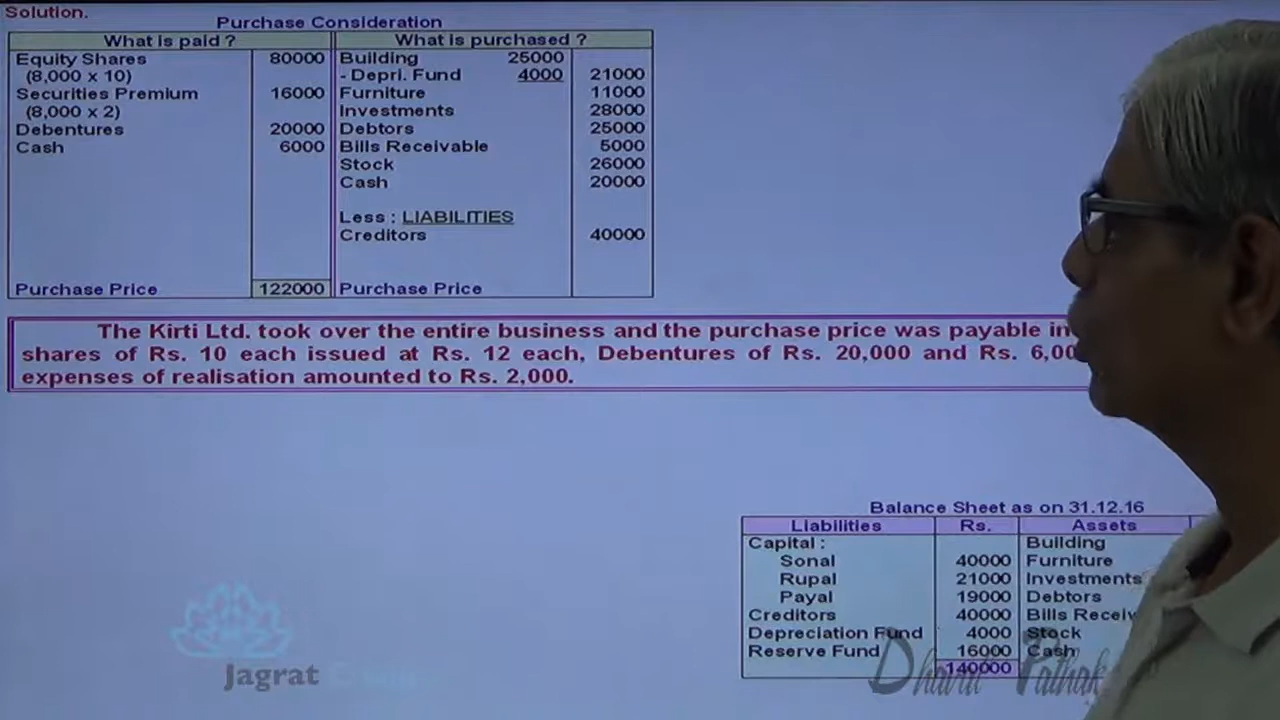 Solution.
Purchase Consideration
What is paid ? What is purchased ?
Equity Shares 80000 Building 25000
(8,000 x 10) - Depri. Fund 4000 21000
Securities Premium 16000 Furniture 11000
(8,000 x 2) Investments 28000
Debentures 20000 Debtors 25000
Cash 6000 Bills Receivable 5000
Stock 26000
Cash 20000
Less : LIABILITIES
Creditors 40000
Purchase Price 122000 Purchase Price
The Kirti Ltd. took over the entire business and the purchase price was payable in
shares of Rs. 10 each issued at Rs. 12 each, Debentures of Rs. 20,000 and Rs. 6,00
expenses of realisation amounted to Rs. 2,000.
Balance Sheet as on 31.12.16
Liabilities Rs. Assets
Capital : Building
Sonal 40000 Furniture
Rupal 21000 Investments
Payal 19000 Debtors
Creditors 40000 Bills Receiv
Depreciation Fund 4000 Stock
Reserve Fund 16000 Cash
140000
Jagrat
Dharati Pathak